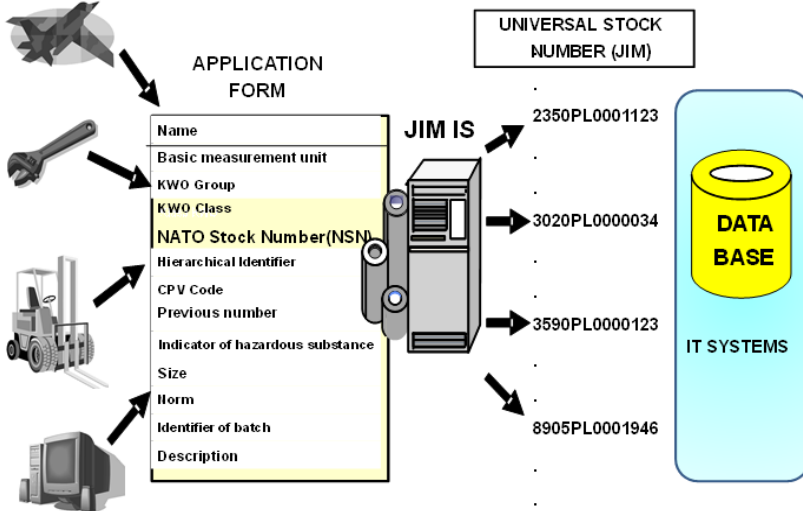 APPLICATION
FORM
Name
Basic measurement unit
KWO Group
KWO Class
NATO Stock Number(NSN)
Hierarchical Identifier
CPV Code
Previous number
Indicator of hazardous substance
Size
Norm
Identifier of batch
Description
JIM IS
UNIVERSAL STOCK
NUMBER (JIM)
.
2350PL0001123
.
.
3020PL0000034
.
.
3590PL0000123
.
.
8905PL0001946
.
.
DATA
BASE
IT SYSTEMS